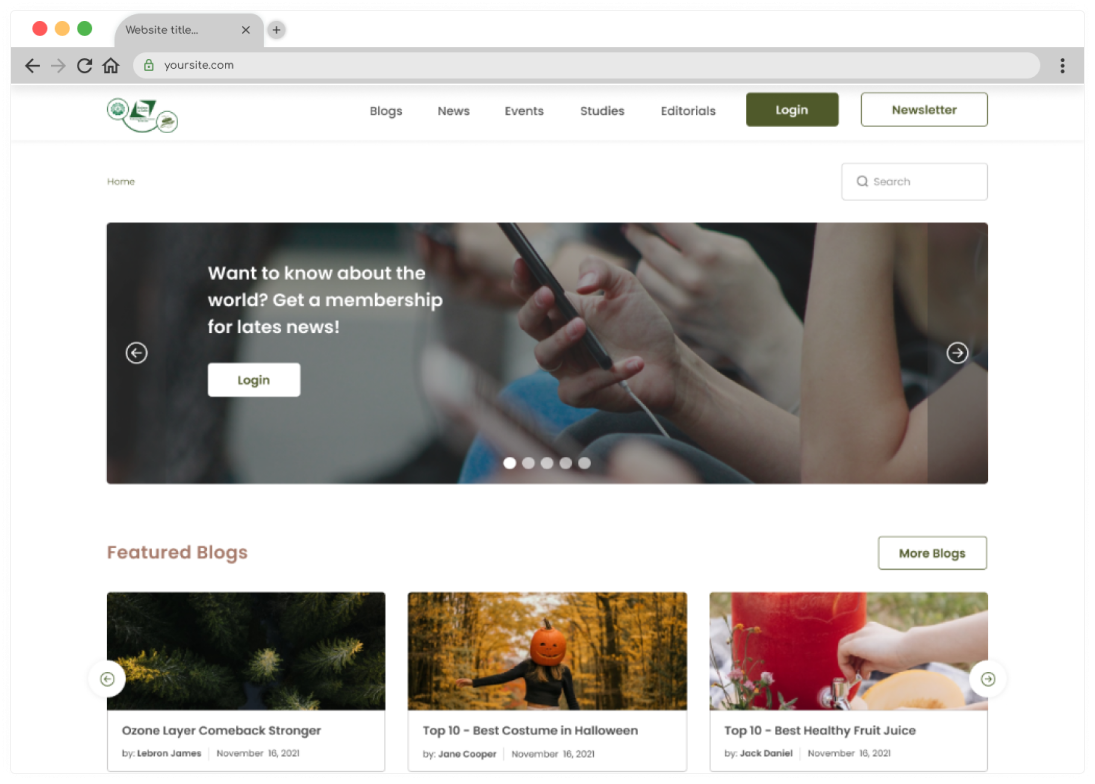 Website title...
yoursite.com
Blogs News Events Studies Editorials Login Newsletter
Home
Search
Want to know about the
world? Get a membership
for lates news!
Login
Featured Blogs
More Blogs
Ozone Layer Comeback Stronger
by: Lebron James November 16, 2021
Top 10 - Best Costume in Halloween
by: Jane Cooper November 16, 2021
Top 10 - Best Healthy Fruit Juice
by: Jack Daniel November 16, 2021